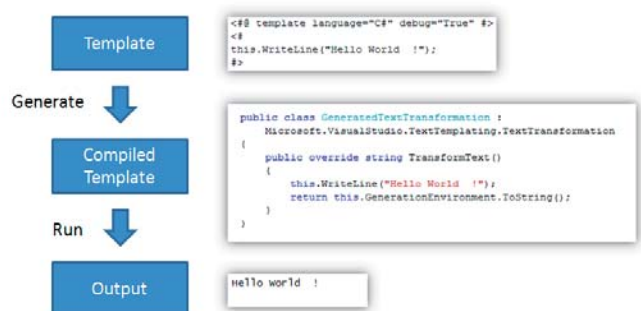 Template
<#@ template language="C#" debug="True" #>
<#
this.WriteLine("Hello World  !");
#>
Generate
Compiled
Template
public class GeneratedTextTransformation :
    Microsoft.VisualStudio.TextTemplating.TextTransformation
{
    public override string TransformText()
    {
        this.WriteLine("Hello World  !");
        return this.GenerationEnvironment.ToString();
    }
}
Run
Output
Hello World  !